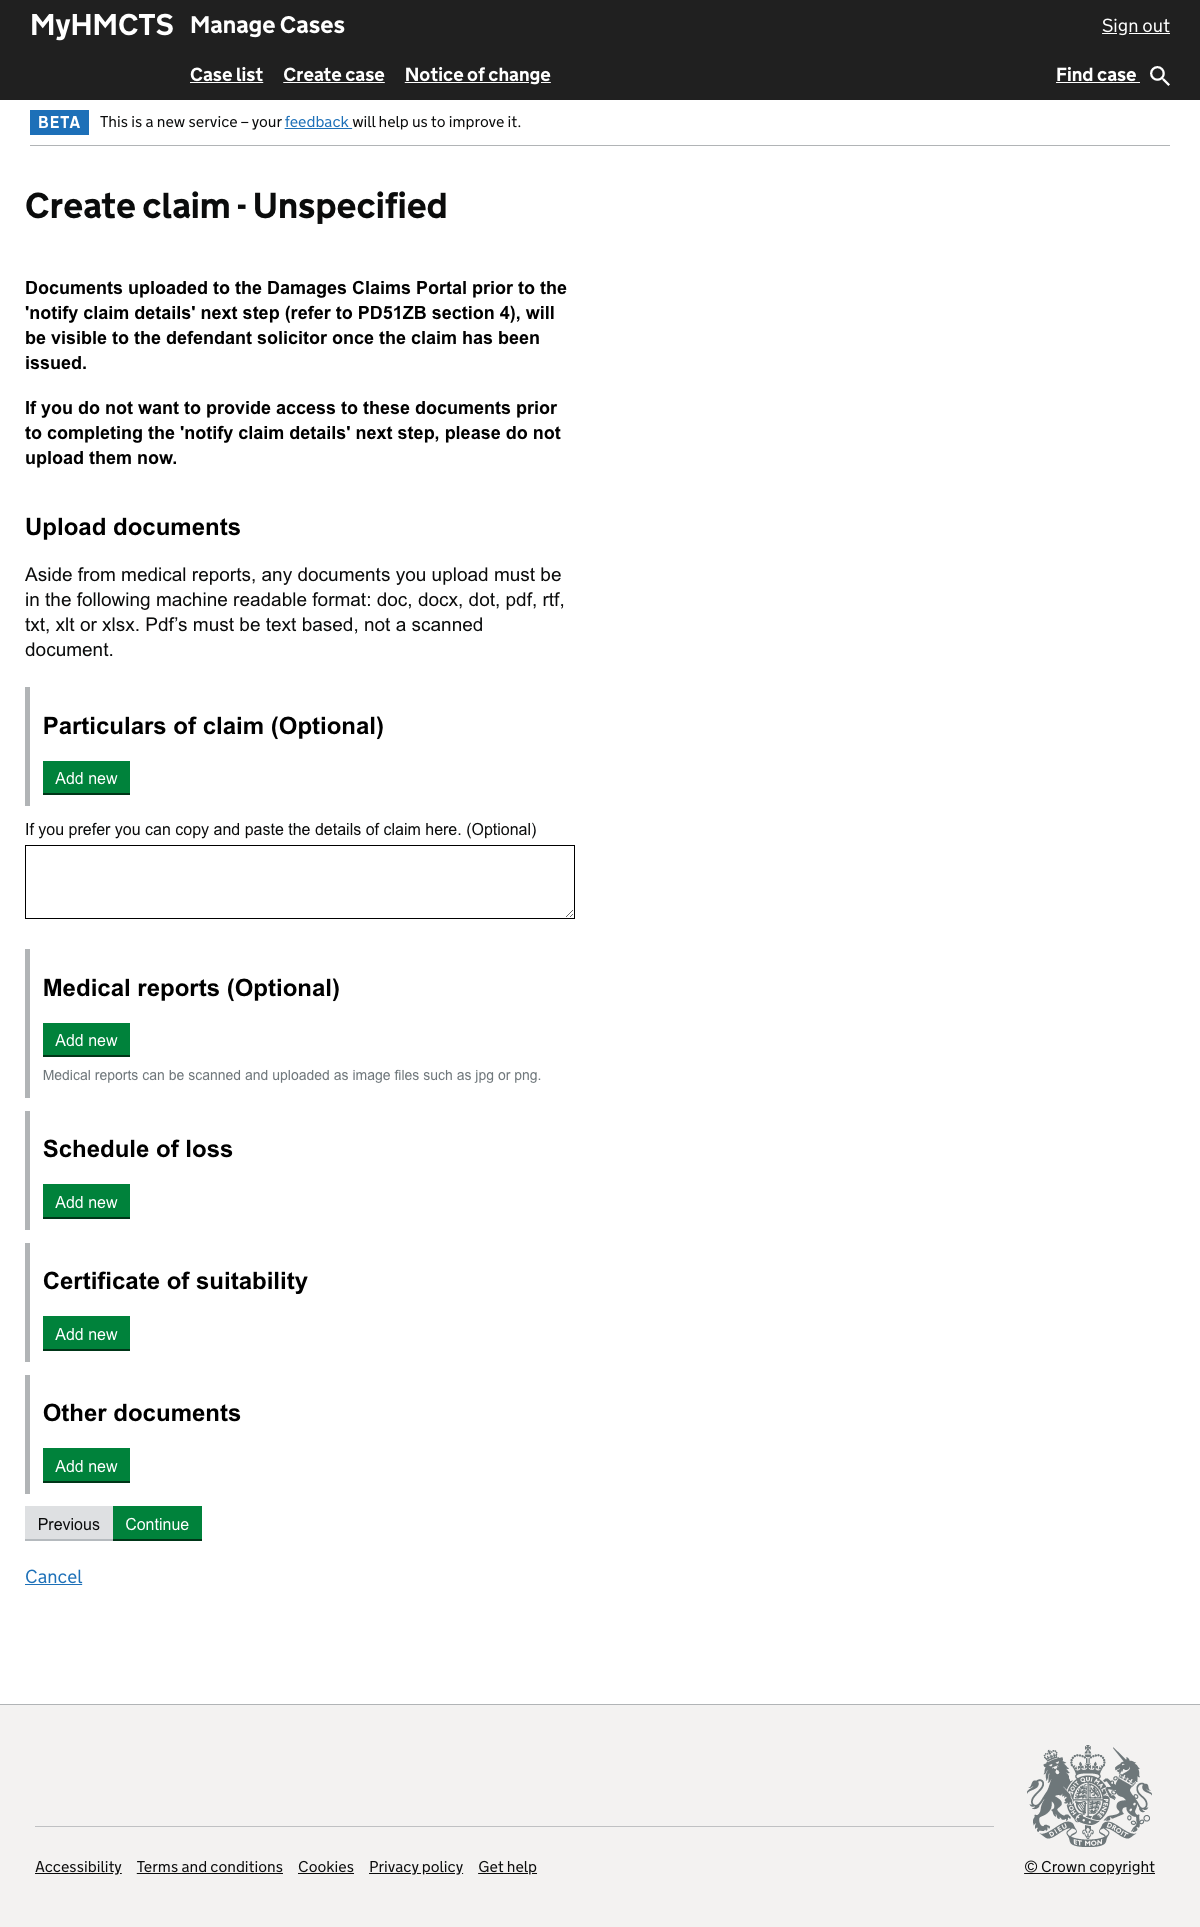 MyHMCTS Manage Cases Sign out
Case list Create case Notice of change Find case
BETA This is a new service – your feedback will help us to improve it.
Create claim - Unspecified
Documents uploaded to the Damages Claims Portal prior to the
'notify claim details' next step (refer to PD51ZB section 4), will
be visible to the defendant solicitor once the claim has been
issued.
If you do not want to provide access to these documents prior
to completing the 'notify claim details' next step, please do not
upload them now.
Upload documents
Aside from medical reports, any documents you upload must be
in the following machine readable format: doc, docx, dot, pdf, rtf,
txt, xlt or xlsx. Pdf’s must be text based, not a scanned
document.
Particulars of claim (Optional)
Add new
If you prefer you can copy and paste the details of claim here. (Optional)
Medical reports (Optional)
Add new
Medical reports can be scanned and uploaded as image files such as jpg or png.
Schedule of loss
Add new
Certificate of suitability
Add new
Other documents
Add new
Previous Continue
Cancel
DIEU ET MON DROIT
Accessibility Terms and conditions Cookies Privacy policy Get help © Crown copyright